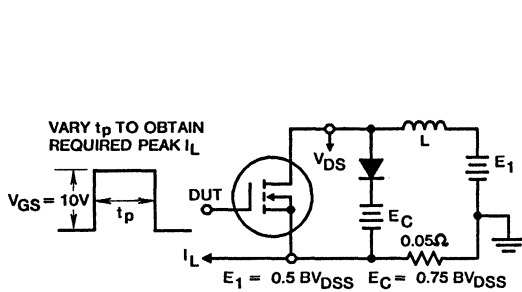 VARY tp TO OBTAIN
REQUIRED PEAK IL
VGS = 10V
tp
DUT
VDS
L
E1
EC
0.05Ω
IL
E1 = 0.5 BVDSS EC = 0.75 BVDSS